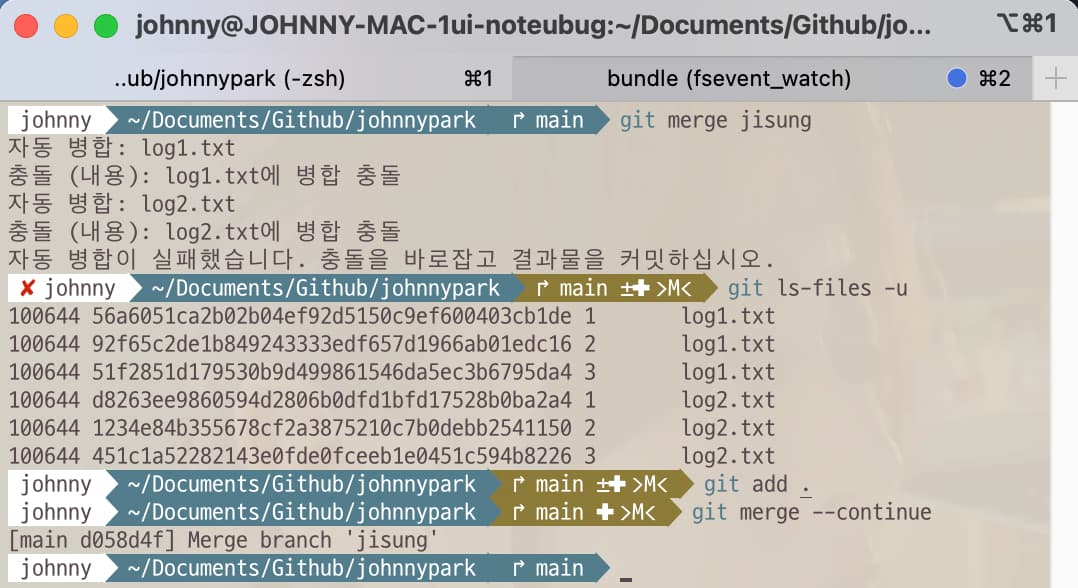 johnny@JOHNNY-MAC-1ui-noteubug:~/Documents/Github/jo... ⌥⌘1
..ub/johnnypark (-zsh) ⌘1 bundle (fsevent_watch) ⌘2 +
johnny ~/Documents/Github/johnnypark ↱ main git merge jisung
자동 병합: log1.txt
충돌 (내용): log1.txt에 병합 충돌
자동 병합: log2.txt
충돌 (내용): log2.txt에 병합 충돌
자동 병합이 실패했습니다. 충돌을 바로잡고 결과물을 커밋하십시오.
✘ johnny ~/Documents/Github/johnnypark ↱ main ±✚ >M< git ls-files -u
100644 56a6051ca2b02b04ef92d5150c9ef600403cb1de 1 log1.txt
100644 92f65c2de1b849243333edf657d1966ab01edc16 2 log1.txt
100644 51f2851d179530b9d499861546da5ec3b6795da4 3 log1.txt
100644 d8263ee9860594d2806b0dfd1bfd17528b0ba2a4 1 log2.txt
100644 1234e84b355678cf2a3875210c7b0debb2541150 2 log2.txt
100644 451c1a52282143e0fde0fceeb1e0451c594b8226 3 log2.txt
johnny ~/Documents/Github/johnnypark ↱ main ±✚ >M< git add .
johnny ~/Documents/Github/johnnypark ↱ main ✚ >M< git merge --continue
[main d058d4f] Merge branch 'jisung'
johnny ~/Documents/Github/johnnypark ↱ main